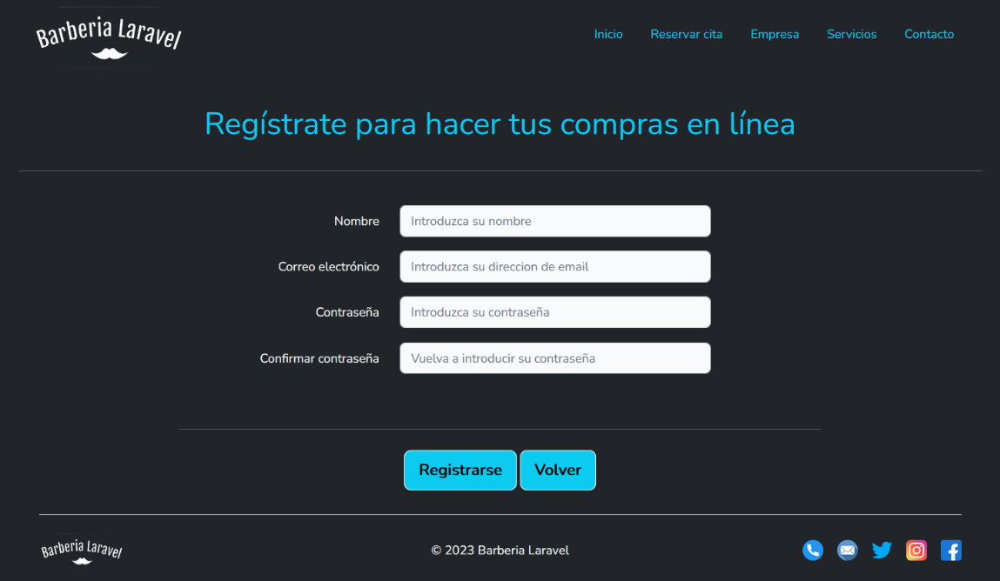 Barberia Laravel
Inicio Reservar cita Empresa Servicios Contacto
Regístrate para hacer tus compras en línea
Nombre Introduzca su nombre
Correo electrónico Introduzca su direccion de email
Contraseña Introduzca su contraseña
Confirmar contraseña Vuelva a introducir su contraseña
Registrarse Volver
Barberia Laravel © 2023 Barberia Laravel